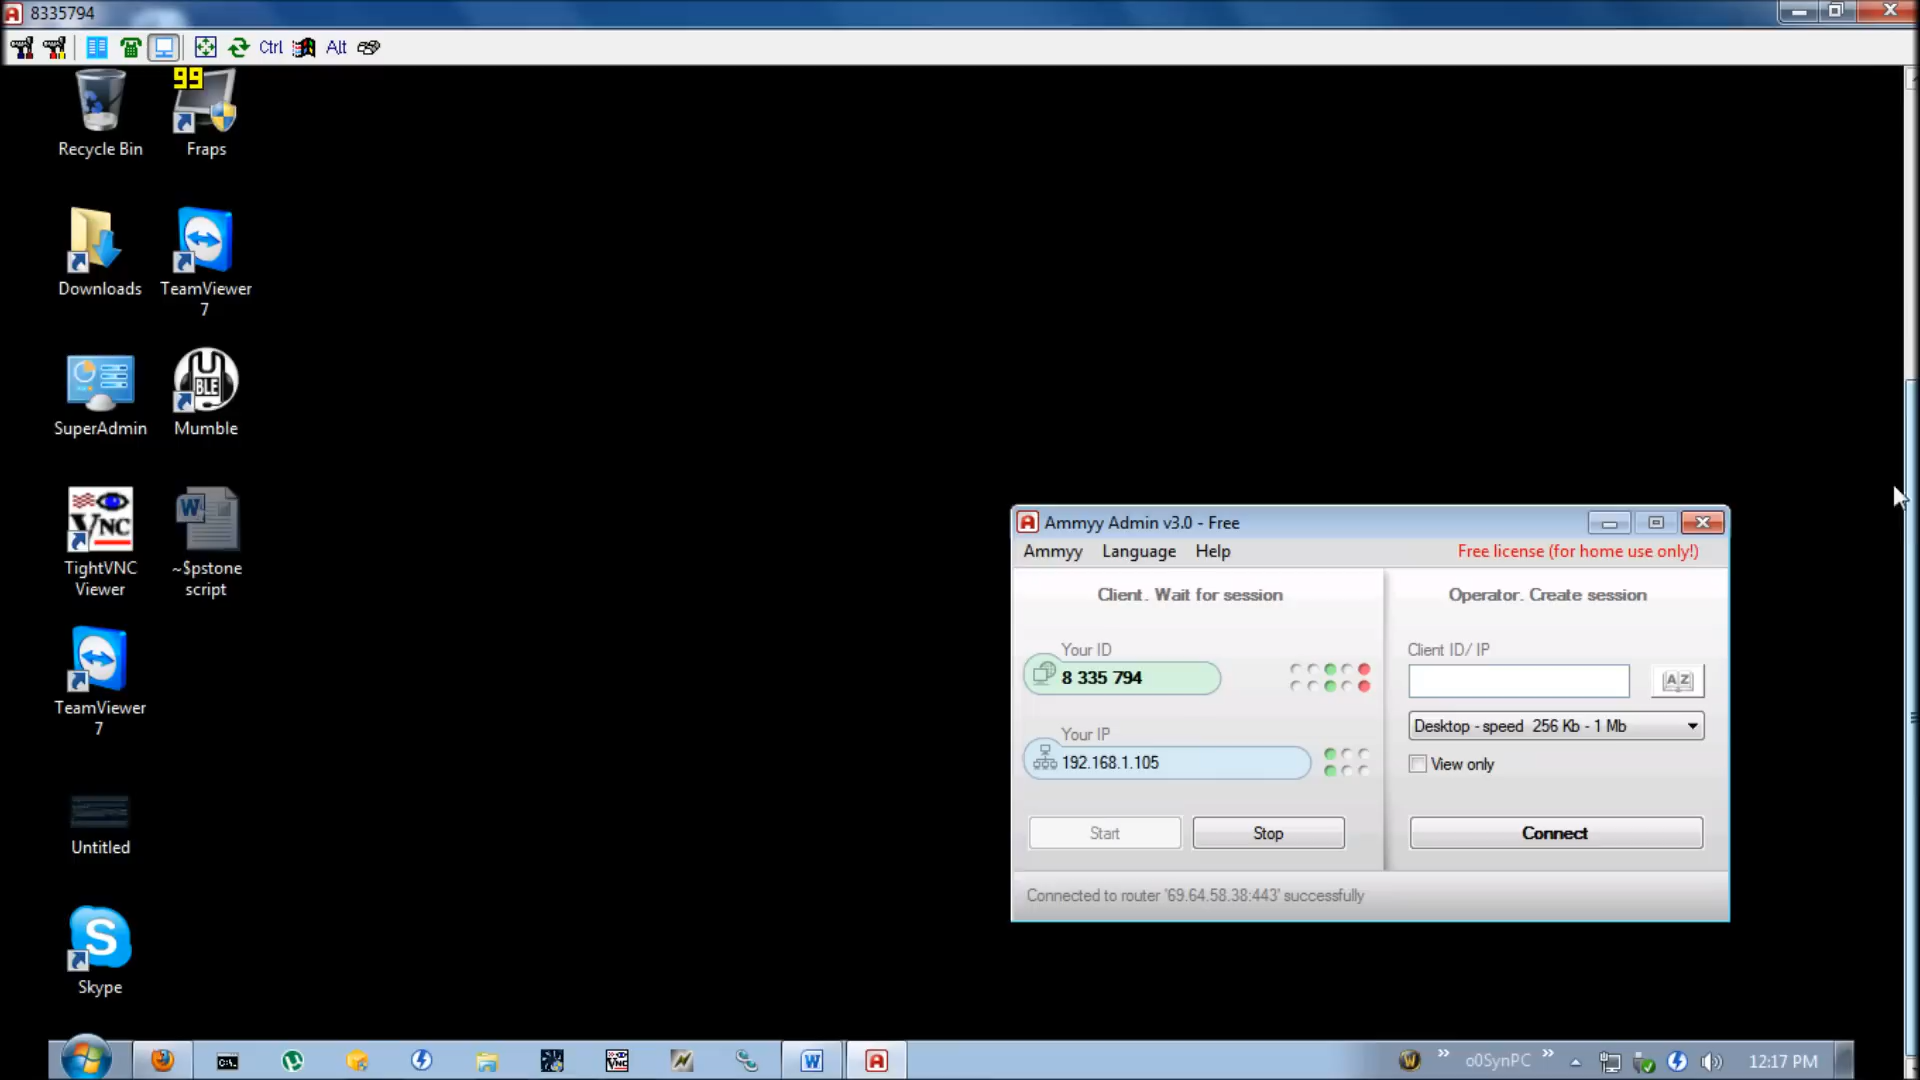 8335794
Ctrl Alt
99
Recycle Bin
Fraps
Downloads
TeamViewer
7
SuperAdmin
BLE
Mumble
VNC
TightVNC
Viewer
~$pstone
script
TeamViewer
7
Untitled
Skype
Ammyy Admin v3.0 - Free
Ammyy Language Help
Free license (for home use only!)
Client. Wait for session
Your ID
8 335 794
Your IP
192.168.1.105
Start
Stop
Operator. Create session
Client ID/ IP
AZ
Desktop - speed 256 Kb - 1 Mb
View only
Connect
Connected to router '69.64.58.38:443' successfully
o0SynPC
12:17 PM